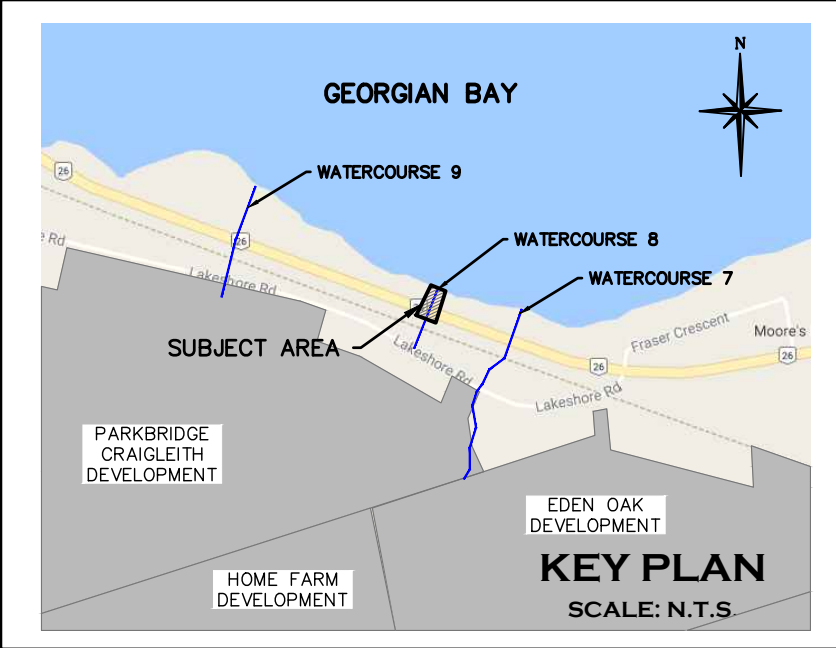 N
GEORGIAN BAY
26
WATERCOURSE 9
26
e Rd
WATERCOURSE 8
WATERCOURSE 7
Lakeshore Rd
SUBJECT AREA
Fraser Crescent
Moore's
26
26
Lakeshore Rd
Lakeshore Rd
PARKBRIDGE
CRAIGLEITH
DEVELOPMENT
EDEN OAK
DEVELOPMENT
HOME FARM
DEVELOPMENT
KEY PLAN
SCALE: N.T.S.